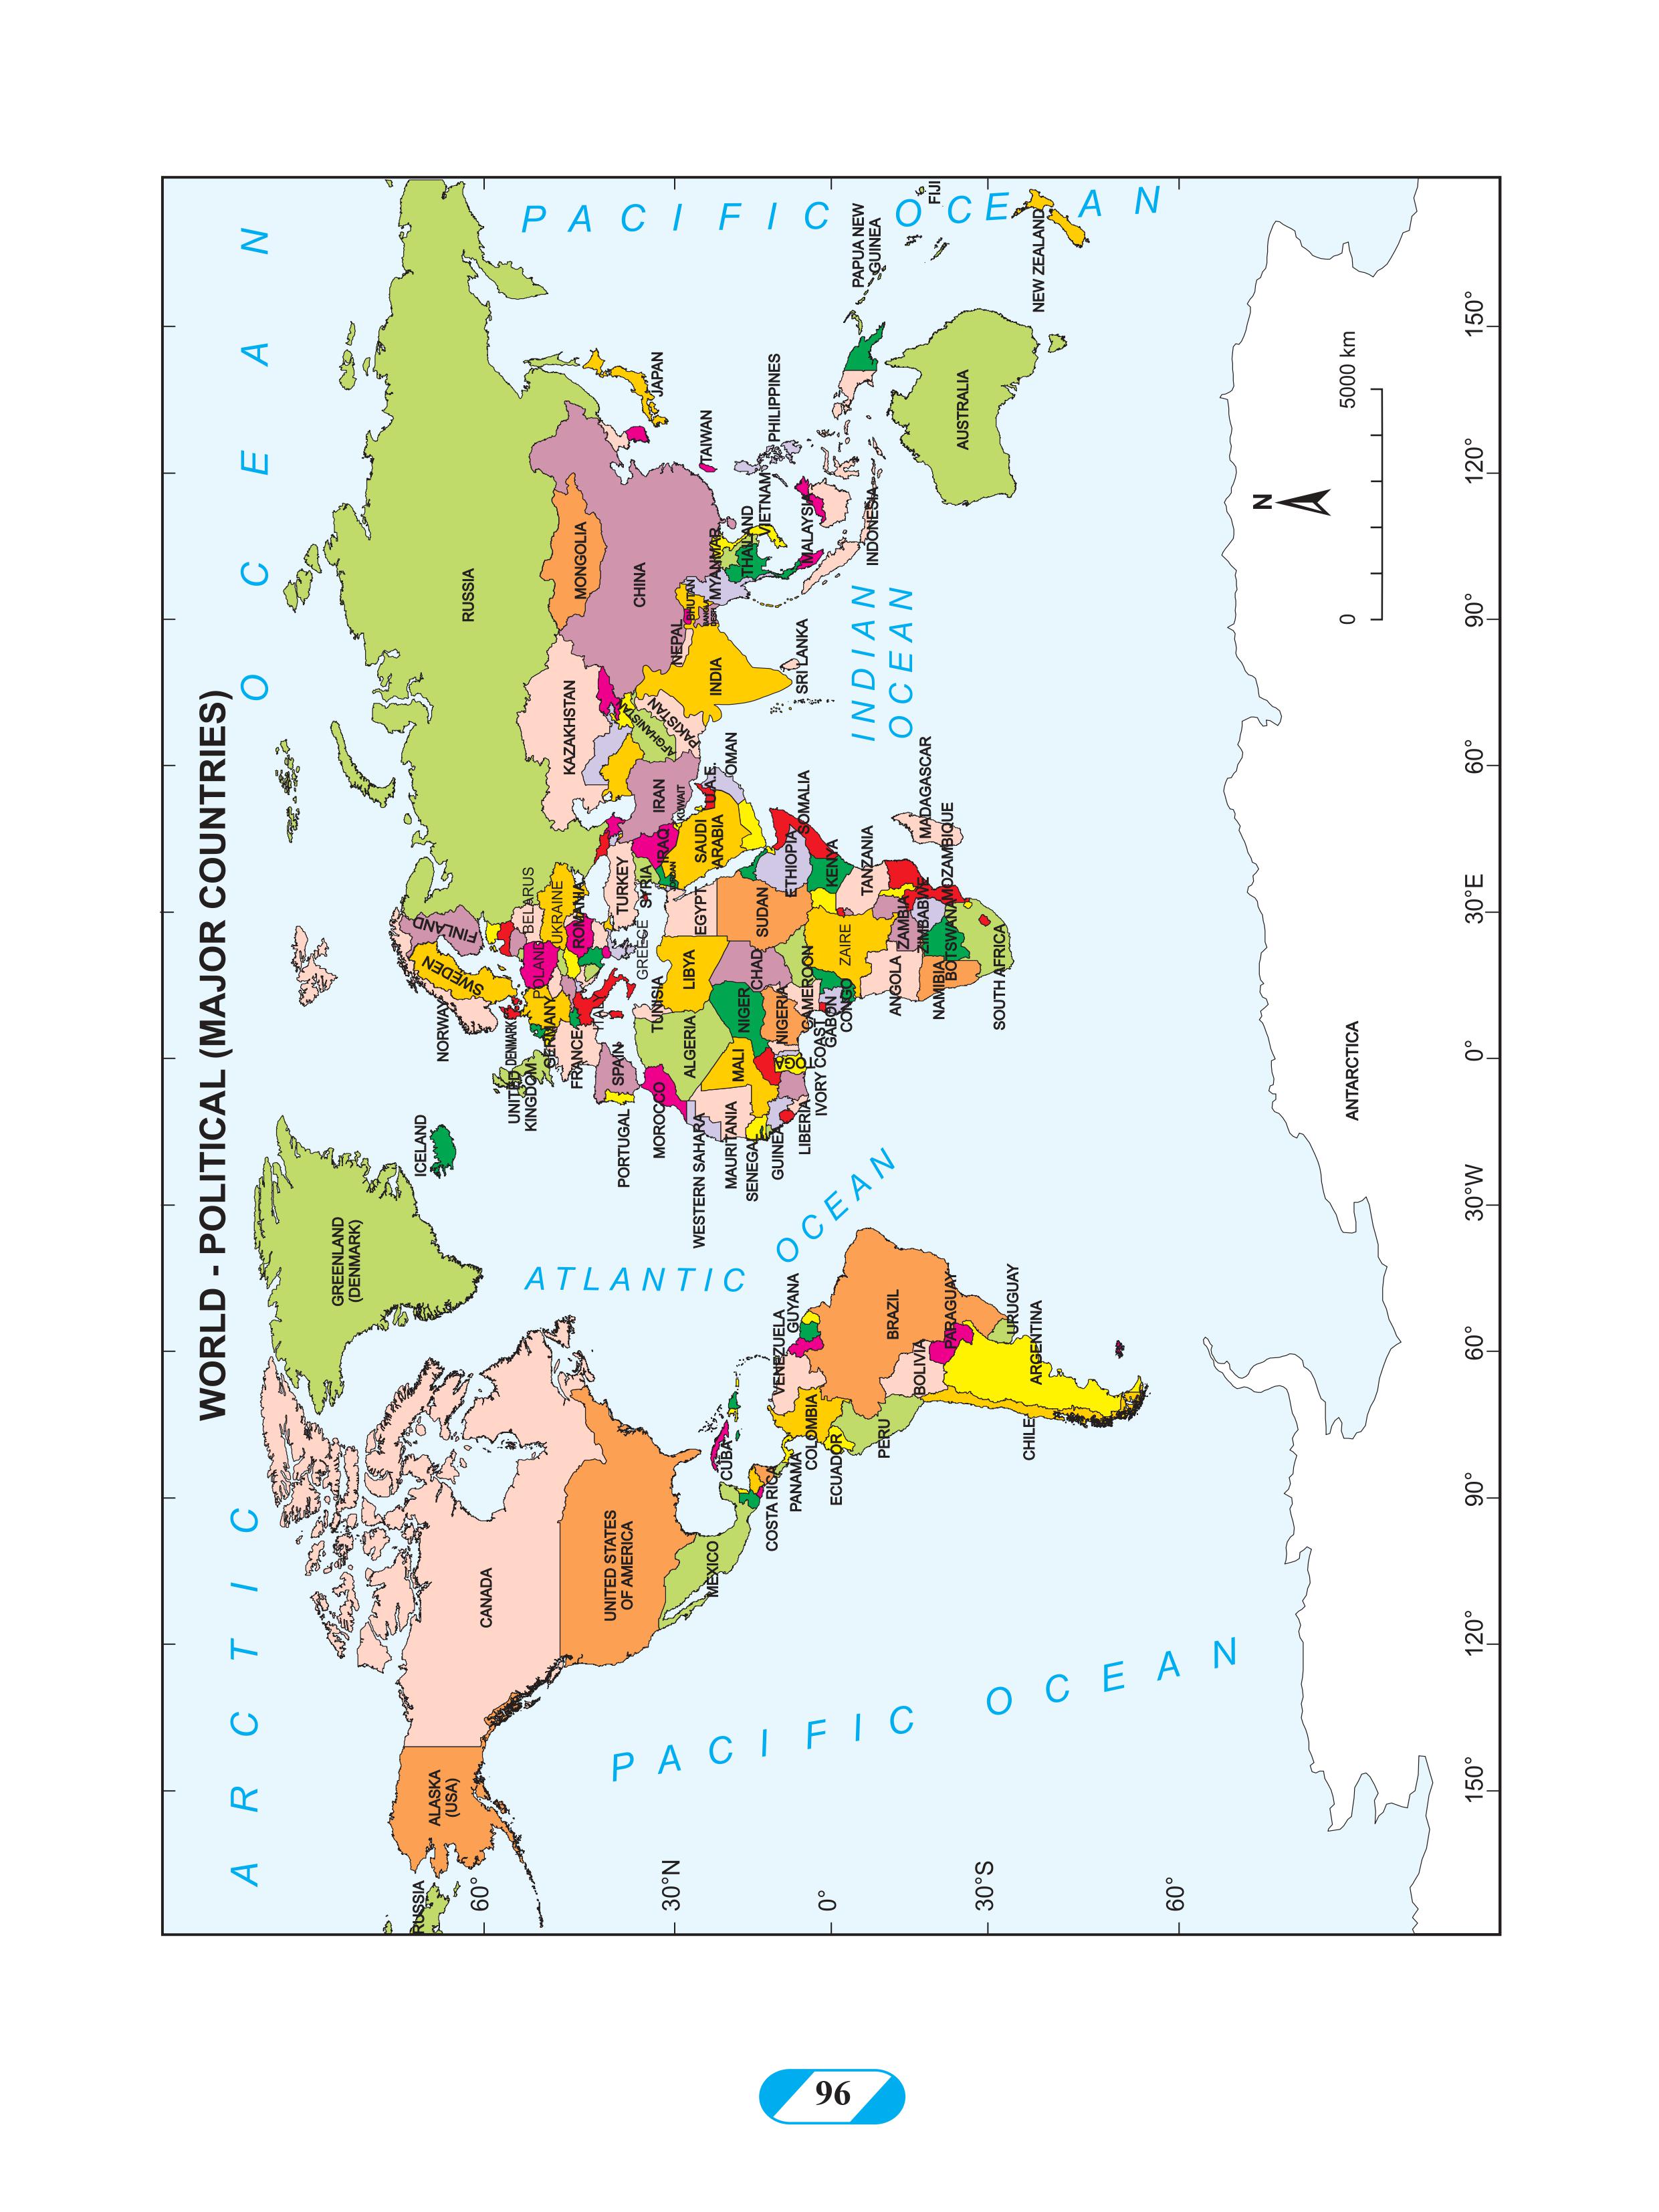 WORLD - POLITICAL (MAJOR COUNTRIES)
A R C T I C
O C E A N
RUSSIA
ALASKA
(USA)
CANADA
GREENLAND
(DENMARK)
ICELAND
UNITED STATES
OF AMERICA
MEXICO
CUBA
COSTA RICA
PANAMA
VENEZUELA
GUYANA
COLOMBIA
ECUADOR
PERU
BRAZIL
BOLIVIA
PARAGUAY
URUGUAY
ARGENTINA
CHILE
PACIFIC OCEAN
ATLANTIC OCEAN
NORWAY
SWEDEN
FINLAND
UNITED
KINGDOM
DENMARK
GERMANY
POLAND
BELARUS
UKRAINE
ROMANIA
FRANCE
SPAIN
PORTUGAL
ITALY
GREECE
TURKEY
SYRIA
IRAQ
IRAN
KUWAIT
JORDAN
SAUDI
ARABIA
U.A.E.
OMAN
RUSSIA
KAZAKHSTAN
MONGOLIA
CHINA
AFGHANISTAN
PAKISTAN
INDIA
NEPAL
BHUTAN
BANGLA
DESH
MYANMAR
THAILAND
VIETNAM
MALAYSIA
INDONESIA
PHILIPPINES
TAIWAN
JAPAN
SRI LANKA
PAPUA NEW
GUINEA
FIJI
AUSTRALIA
NEW ZEALAND
PACIFIC OCEAN
INDIAN
OCEAN
MOROCCO
WESTERN SAHARA
MAURITANIA
SENEGAL
GUINEA
LIBERIA
IVORY COAST
ALGERIA
TUNISIA
LIBYA
EGYPT
MALI
NIGER
CHAD
SUDAN
ETHIOPIA
SOMALIA
NIGERIA
CAMEROON
GABON
CONGO
ZAIRE
KENYA
TANZANIA
ANGOLA
ZAMBIA
ZIMBABWE
MOZAMBIQUE
MADAGASCAR
NAMIBIA
BOTSWANA
SOUTH AFRICA
ANTARCTICA
N
0
5000 km
60°
30°N
0°
30°S
60°
150°
120°
90°
60°
30°W
0°
30°E
60°
90°
120°
150°
96